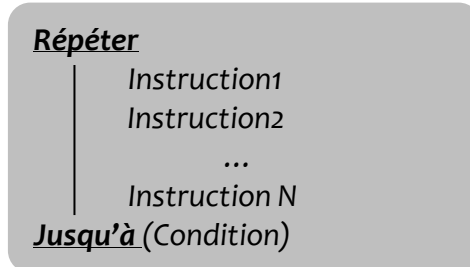 Répéter
Instruction1
Instruction2
...
Instruction N
Jusqu'à (Condition)